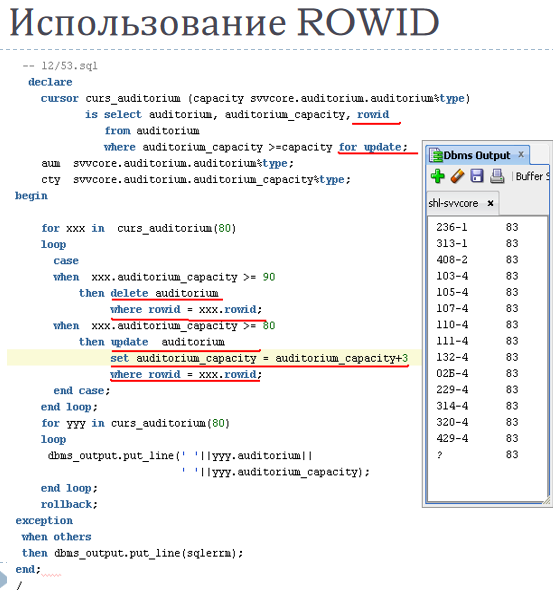 Использование ROWID
-- 12/53.sql
declare
cursor curs_auditorium (capacity svvcore.auditorium.auditorium%type)
is select auditorium, auditorium_capacity, rowid
from auditorium
where auditorium_capacity >=capacity for update;
aum svvcore.auditorium.auditorium%type;
cty svvcore.auditorium.auditorium_capacity%type;
begin
for xxx in curs_auditorium(80)
loop
case
when xxx.auditorium_capacity >= 90
then delete auditorium
where rowid = xxx.rowid;
when xxx.auditorium_capacity >= 80
then update auditorium
set auditorium_capacity = auditorium_capacity+3
where rowid = xxx.rowid;
end case;
end loop;
for yyy in curs_auditorium(80)
loop
dbms_output.put_line(' '||yyy.auditorium||
' '||yyy.auditorium_capacity);
end loop;
rollback;
exception
when others
then dbms_output.put_line(sqlerrm);
end;
/
Dbms Output x
Buffer S
shl-svvcore x
236-1 83
313-1 83
408-2 83
103-4 83
105-4 83
107-4 83
110-4 83
111-4 83
132-4 83
02Б-4 83
229-4 83
314-4 83
320-4 83
429-4 83
? 83